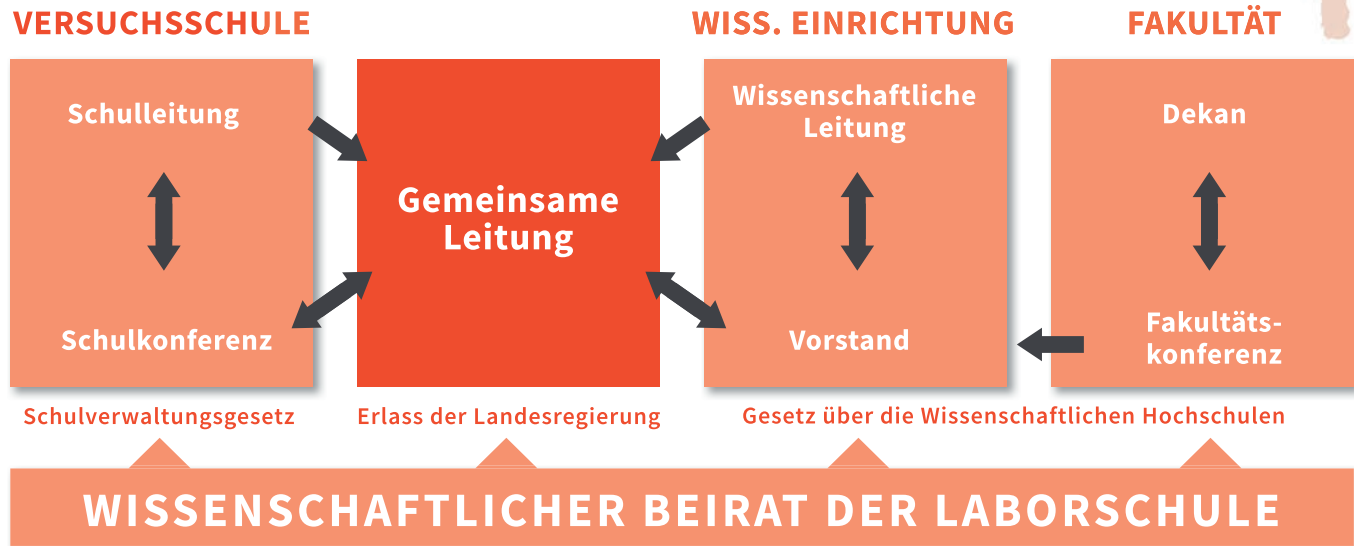 VERSUCHSSCHULE
WISS. EINRICHTUNG
FAKULTÄT
Schulleitung
Schulkonferenz
Gemeinsame
Leitung
Wissenschaftliche
Leitung
Vorstand
Dekan
Fakultäts-
konferenz
Schulverwaltungsgesetz
Erlass der Landesregierung
Gesetz über die Wissenschaftlichen Hochschulen
WISSENSCHAFTLICHER BEIRAT DER LABORSCHULE